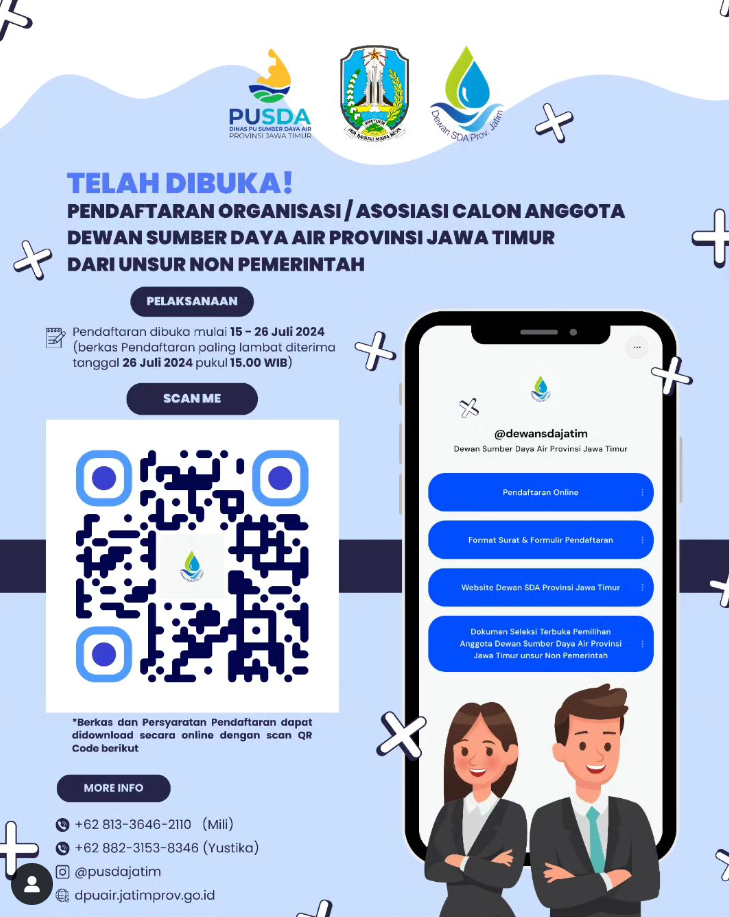 PUSDA
DINAS PU SUMBER DAYA AIR
PROVINSI JAWA TIMUR
Dewan SDA Prov. Jatim
TELAH DIBUKA!
PENDAFTARAN ORGANISASI / ASOSIASI CALON ANGGOTA
DEWAN SUMBER DAYA AIR PROVINSI JAWA TIMUR
DARI UNSUR NON PEMERINTAH
PELAKSANAAN
Pendaftaran dibuka mulai 15 - 26 Juli 2024
(berkas Pendaftaran paling lambat diterima
tanggal 26 Juli 2024 pukul 15.00 WIB)
SCAN ME
*Berkas dan Persyaratan Pendaftaran dapat
didownload secara online dengan scan QR
Code berikut
MORE INFO
+62 813-3646-2110 (Mili)
+62 882-3153-8346 (Yustika)
@pusdajatim
dpuair.jatimprov.go.id
@dewansdajatim
Dewan Sumber Daya Air Provinsi Jawa Timur
Pendaftaran Online
Format Surat & Formulir Pendaftaran
Website Dewan SDA Provinsi Jawa Timur
Dokumen Seleksi Terbuka Pemilihan
Anggota Dewan Sumber Daya Air Provinsi
Jawa Timur unsur Non Pemerintah